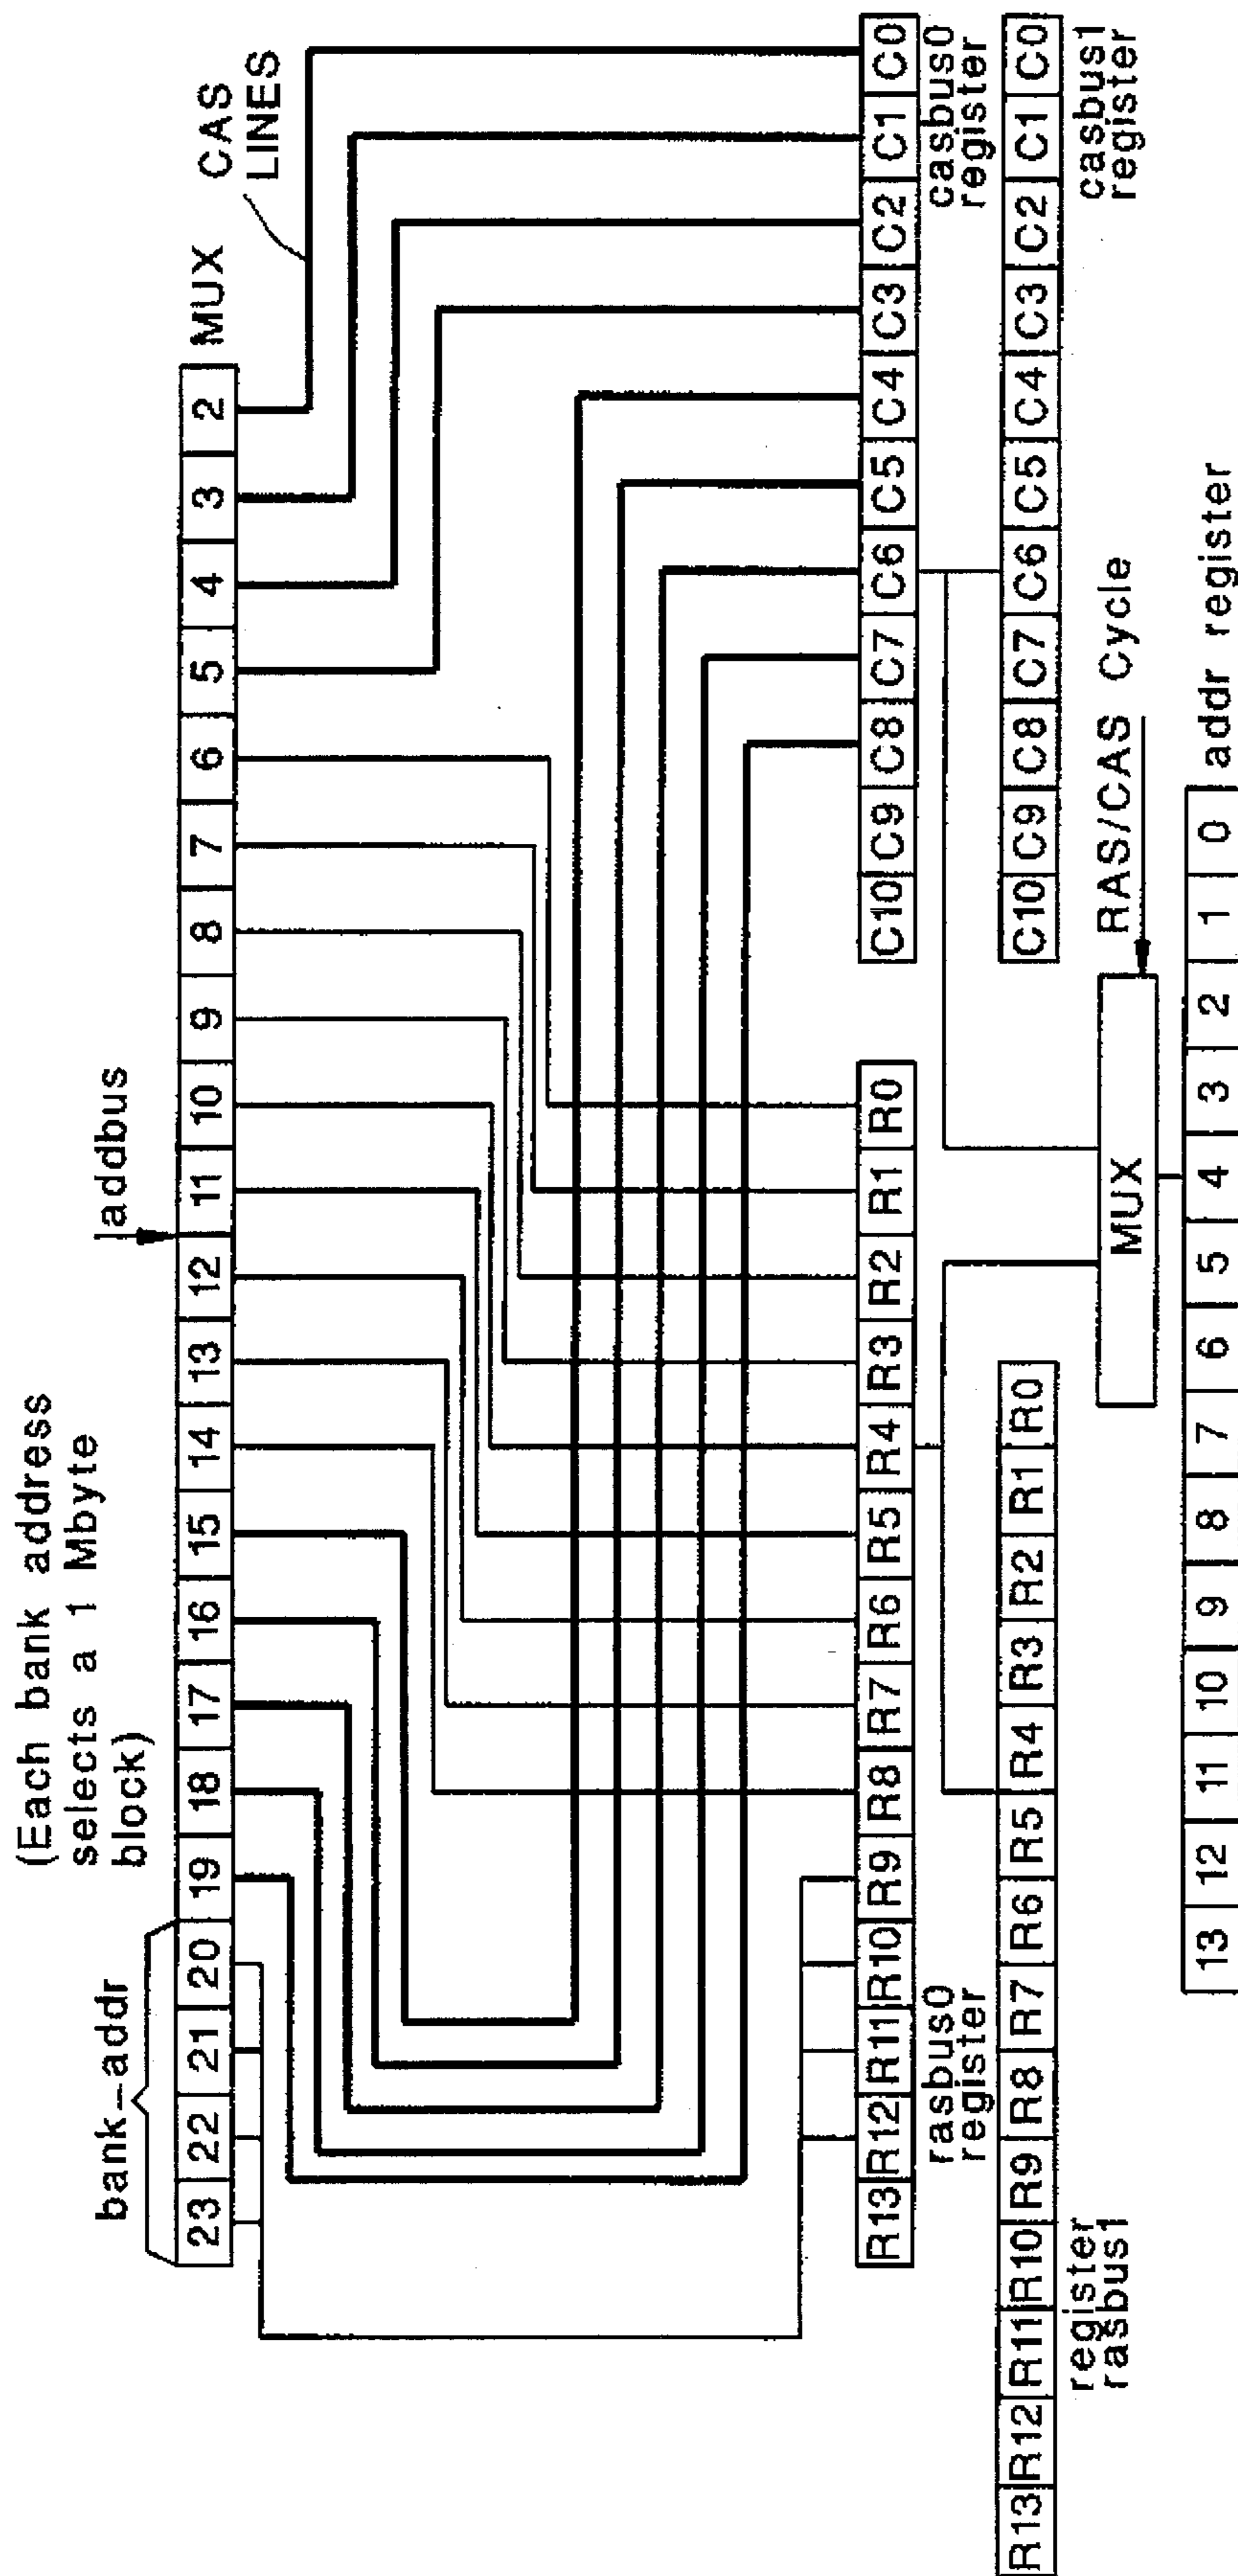 (Each bank address
selects a 1 Mbyte
block)
bank_addr
addbus
MUX
CAS
LINES
23 22 21 20 19 18 17 16 15 14 13 12 11 10 9 8 7 6 5 4 3 2
R13 R12 R11 R10 R9 R8 R7 R6 R5 R4 R3 R2 R1 R0
rasbus0
register
C10 C9 C8 C7 C6 C5 C4 C3 C2 C1 C0
casbus0
register
R13 R12 R11 R10 R9 R8 R7 R6 R5 R4 R3 R2 R1 R0
register
rasbus1
C10 C9 C8 C7 C6 C5 C4 C3 C2 C1 C0
casbus1
register
MUX
RAS/CAS Cycle
13 12 11 10 9 8 7 6 5 4 3 2 1 0
addr register